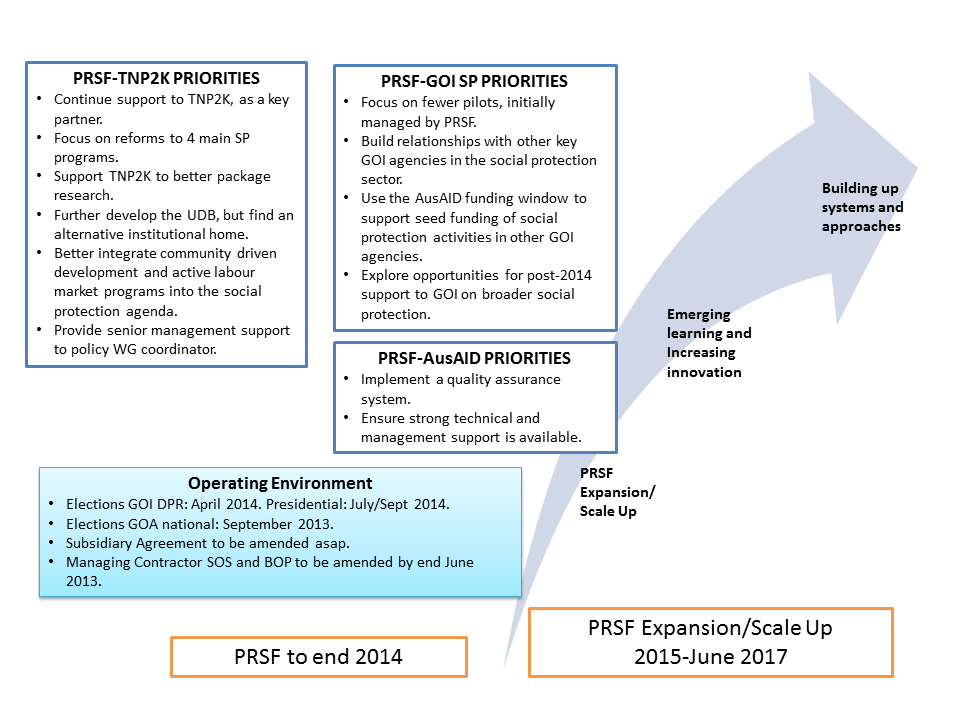 PRSF-TNP2K PRIORITIES
• Continue support to TNP2K, as a key
partner.
• Focus on reforms to 4 main SP
programs.
• Support TNP2K to better package
research.
• Further develop the UDB, but find an
alternative institutional home.
• Better integrate community driven
development and active labour
market programs into the social
protection agenda.
• Provide senior management support
to policy WG coordinator.
PRSF-GOI SP PRIORITIES
• Focus on fewer pilots, initially
managed by PRSF.
• Build relationships with other key
GOI agencies in the social protection
sector.
• Use the AusAID funding window to
support seed funding of social
protection activities in other GOI
agencies.
• Explore opportunities for post-2014
support to GOI on broader social
protection.
PRSF-AusAID PRIORITIES
• Implement a quality assurance
system.
• Ensure strong technical and
management support is available.
Operating Environment
• Elections GOI DPR: April 2014. Presidential: July/Sept 2014.
• Elections GOA national: September 2013.
• Subsidiary Agreement to be amended asap.
• Managing Contractor SOS and BOP to be amended by end June
2013.
Building up
systems and
approaches
Emerging
learning and
Increasing
innovation
PRSF
Expansion/
Scale Up
PRSF to end 2014
PRSF Expansion/Scale Up
2015-June 2017